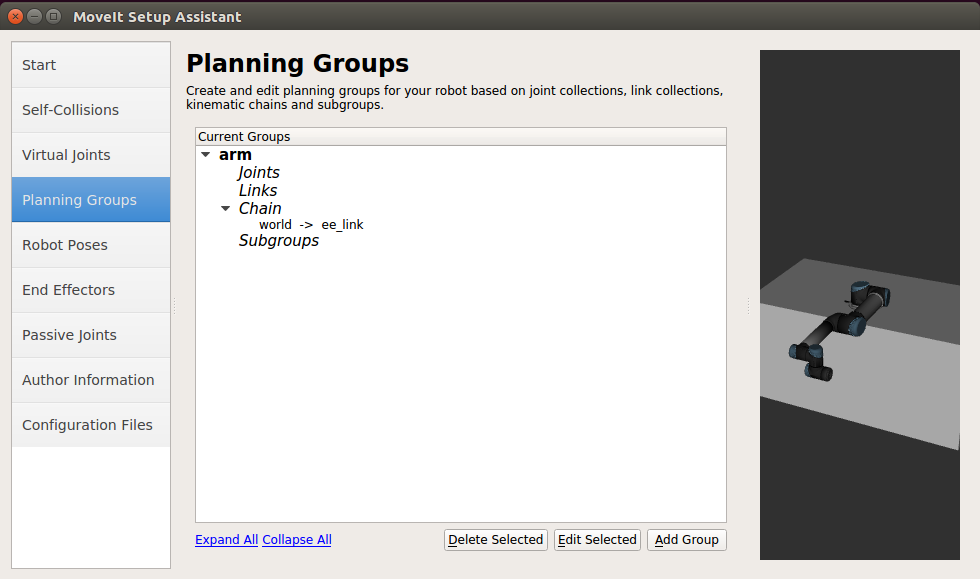 MoveIt Setup Assistant
Start
Self-Collisions
Virtual Joints
Planning Groups
Robot Poses
End Effectors
Passive Joints
Author Information
Configuration Files
Planning Groups
Create and edit planning groups for your robot based on joint collections, link collections,
kinematic chains and subgroups.
Current Groups
arm
Joints
Links
Chain
world -> ee_link
Subgroups
Expand All Collapse All
Delete Selected Edit Selected Add Group